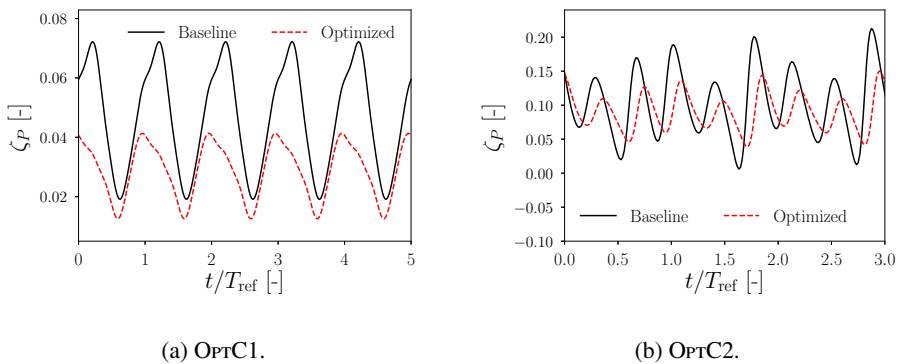 Baseline
Optimized
0.08
0.06
0.04
0.02
ζP [-]
0
1
2
3
4
5
t/Tref [-]
(a) OPTC1.
0.20
0.15
0.10
0.05
0.00
−0.05
−0.10
ζP [-]
Baseline
Optimized
0.0
0.5
1.0
1.5
2.0
2.5
3.0
t/Tref [-]
(b) OPTC2.